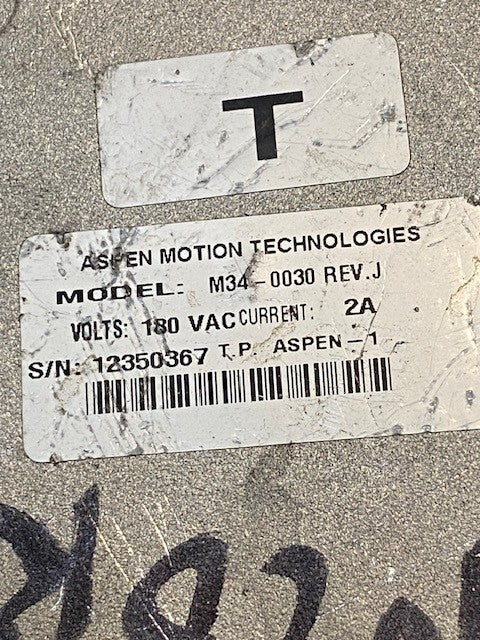 T
ASPEN MOTION TECHNOLOGIES
MODEL: M34-0030 REV.J
VOLTS: 180 VAC CURRENT: 2A
S/N: 12350367 T.P. ASPEN-1